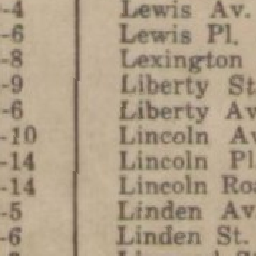 -4 Lewis Av.
-6 Lewis Pl.
-8 Lexington
-9 Liberty St
-6 Liberty Av
-10 Lincoln Av
-14 Lincoln Pl
-14 Lincoln Roa
-5 Linden Av
-6 Linden St.